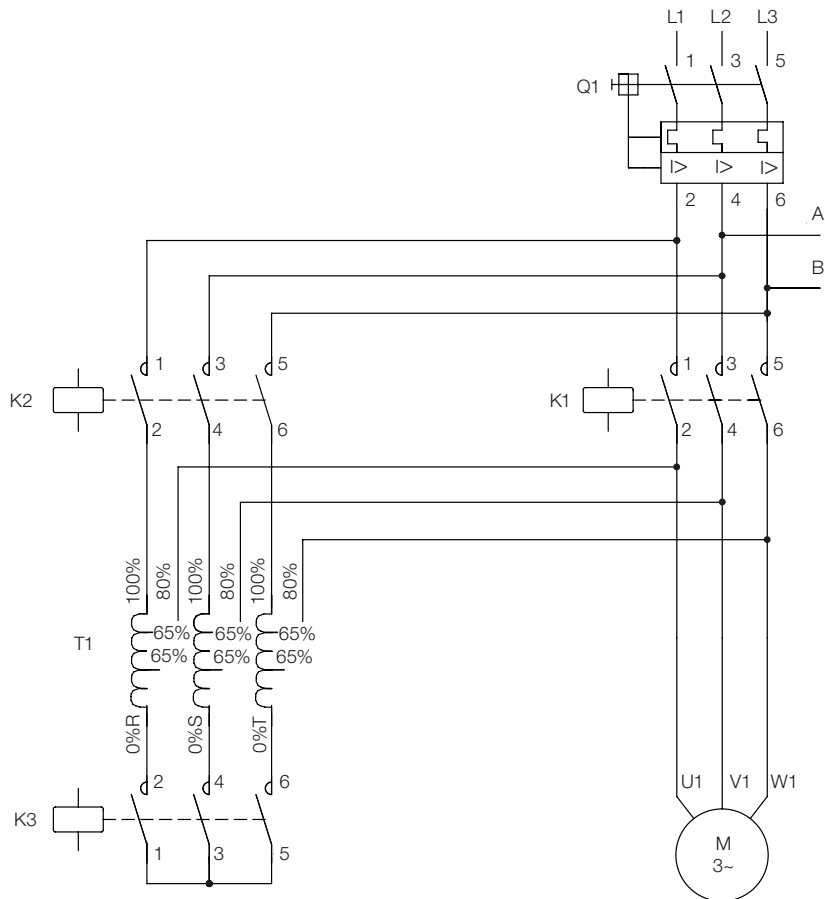 L1 L2 L3
1 3 5
Q1
I> I> I>
2 4 6
A
B
1 3 5
1 3 5
K2
K1
2 4 6
2 4 6
100% 80% 100% 80% 100% 80%
T1
65% 65% 65%
65% 65% 65%
0%R 0%S 0%T
2 4 6
U1 V1 W1
K3
1 3 5
M
3~